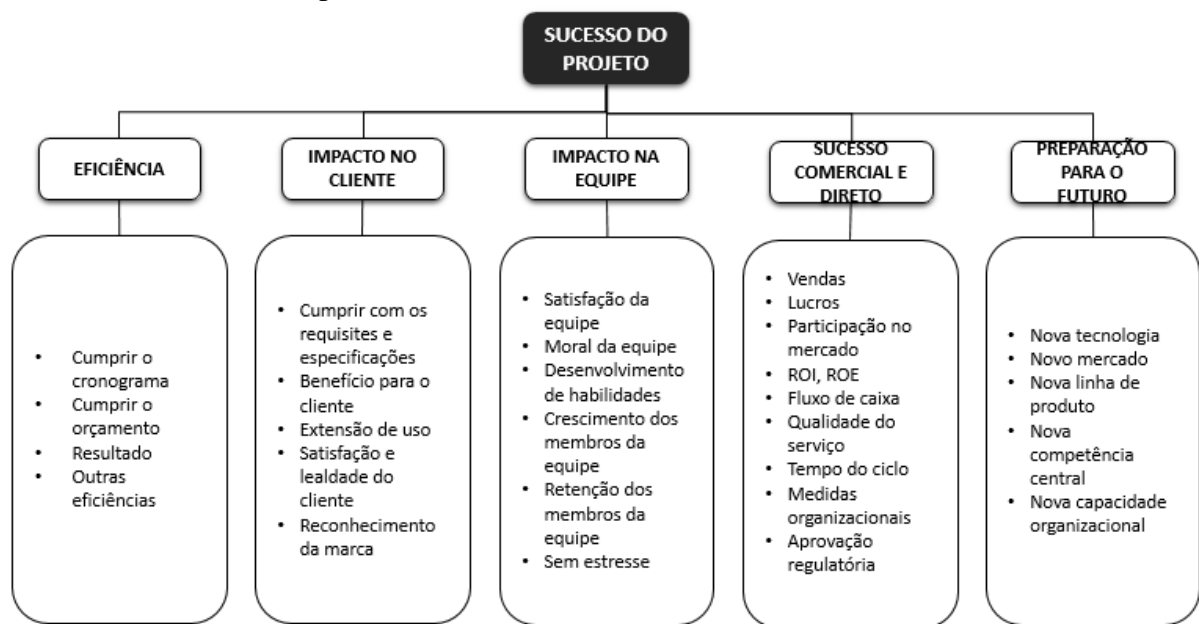 SUCESSO DO
PROJETO
EFICIÊNCIA
IMPACTO NO
CLIENTE
IMPACTO NA
EQUIPE
SUCESSO
COMERCIAL E
DIRETO
PREPARAÇÃO
PARA O
FUTURO
• Cumprir o
cronograma
• Cumprir o
orçamento
• Resultado
• Outras
eficiências
• Cumprir com os
requisites e
especificações
• Benefício para o
cliente
• Extensão de uso
• Satisfação e
lealdade do
cliente
• Reconhecimento
da marca
• Satisfação da
equipe
• Moral da equipe
• Desenvolvimento
de habilidades
• Crescimento dos
membros da
equipe
• Retenção dos
membros da
equipe
• Sem estresse
• Vendas
• Lucros
• Participação no
mercado
• ROI, ROE
• Fluxo de caixa
• Qualidade do
serviço
• Tempo do ciclo
• Medidas
organizacionais
• Aprovação
regulatória
• Nova tecnologia
• Novo mercado
• Nova linha de
produto
• Nova
competência
central
• Nova capacidade
organizacional